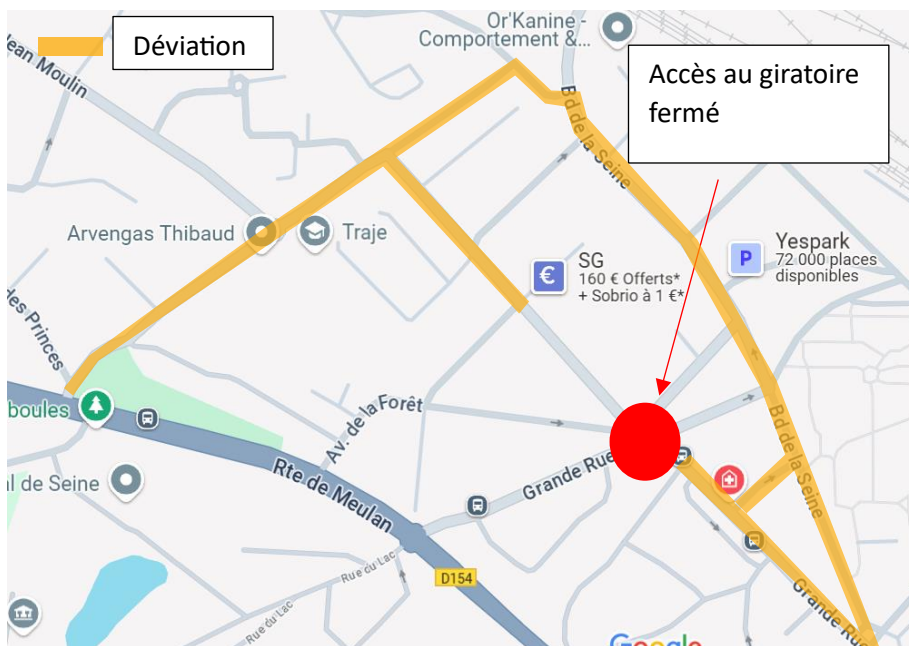 Déviation
Or'Kanine -
Comportement &...
Accès au giratoire
fermé
Jean Moulin
Bd de la Seine
Arvengas Thibaud
Traje
SG
160 € Offerts*
+ Sobrio à 1 €*
€
P
Yespark
72 000 places
disponibles
des Princes
boules
Av. de la Forêt
al de Seine
Rte de Meulan
Grande Rue
Bd de la Seine
Rue du Lac
D154
Rue du Lac
Grande Rue
Google